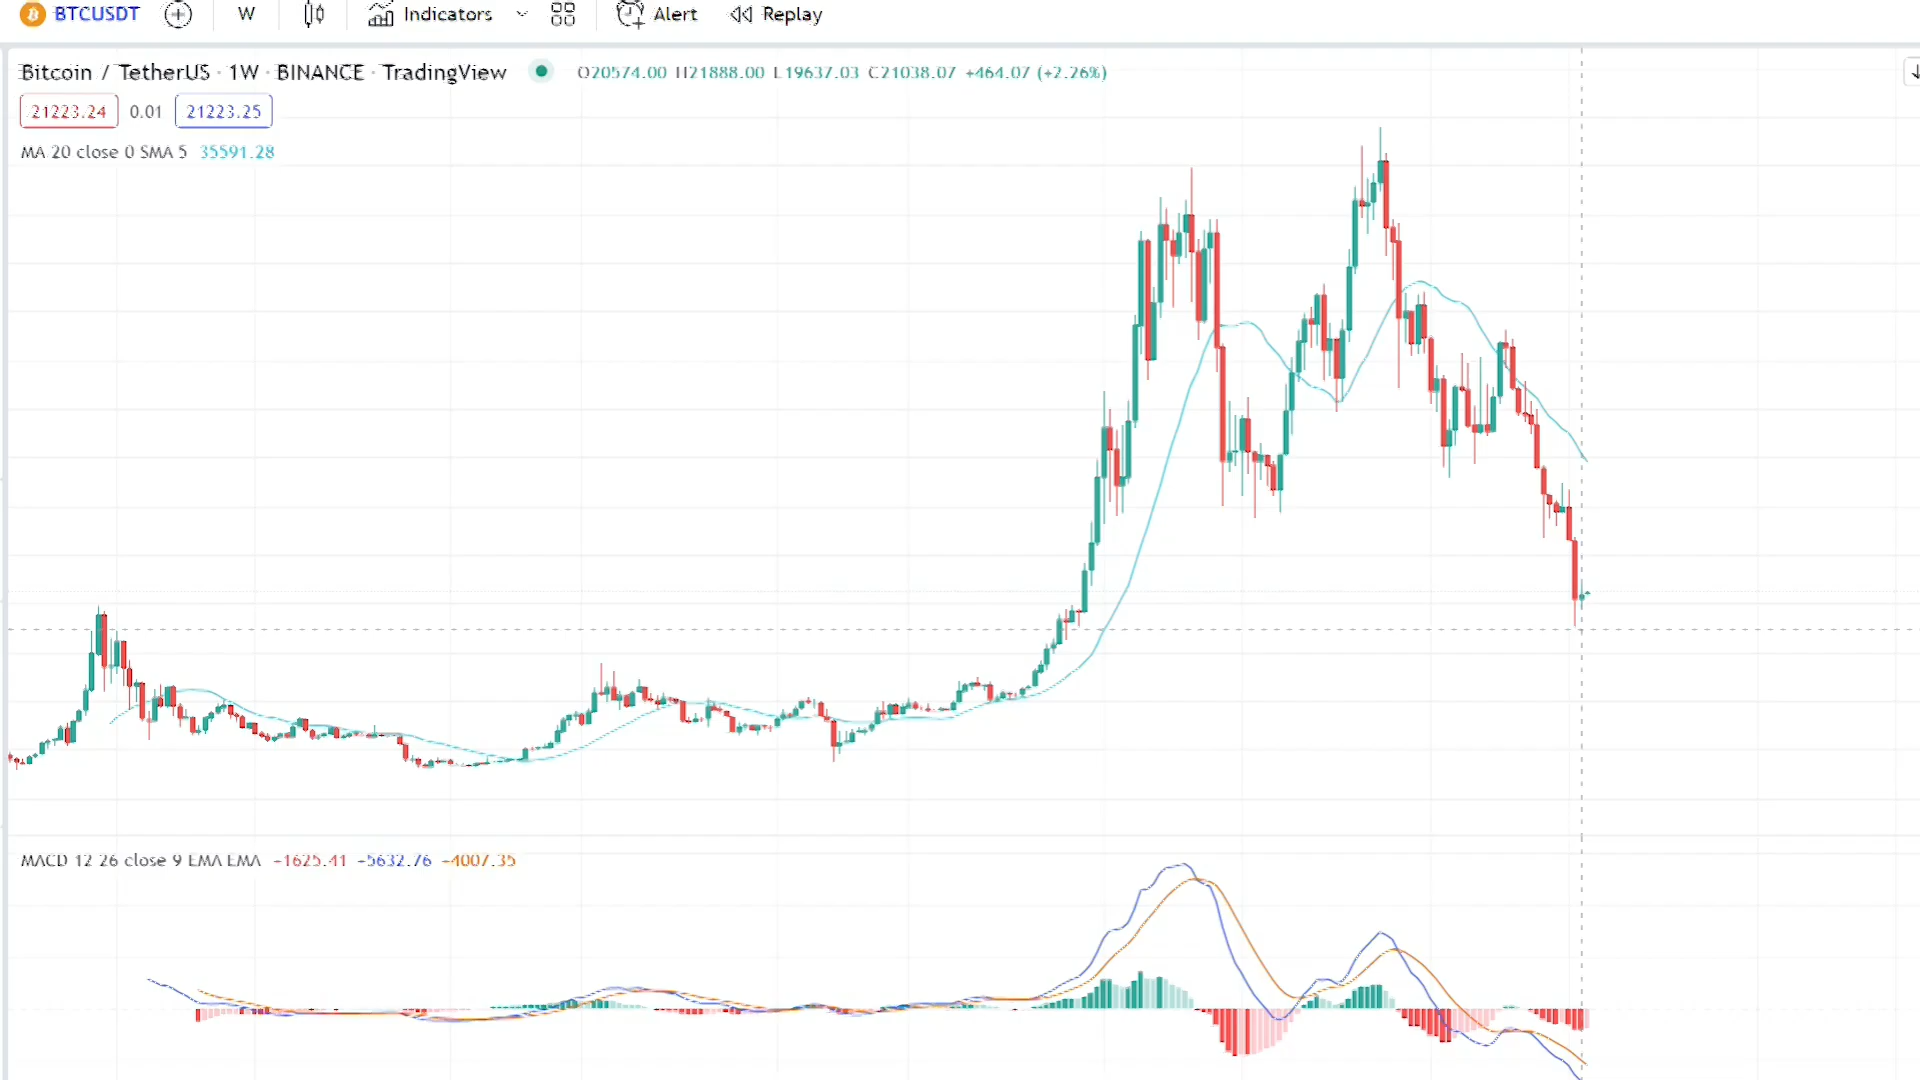 BTCUSDT W Indicators Alert Replay
Bitcoin / TetherUS · 1W · BINANCE · TradingView O20574.00 H21888.00 L19637.03 C21038.07 +464.07 (+2.26%)
21223.24 0.01 21223.25
MA 20 close 0 SMA 5 35591.28
MACD 12 26 close 9 EMA EMA −1625.41 −5632.76 −4007.35